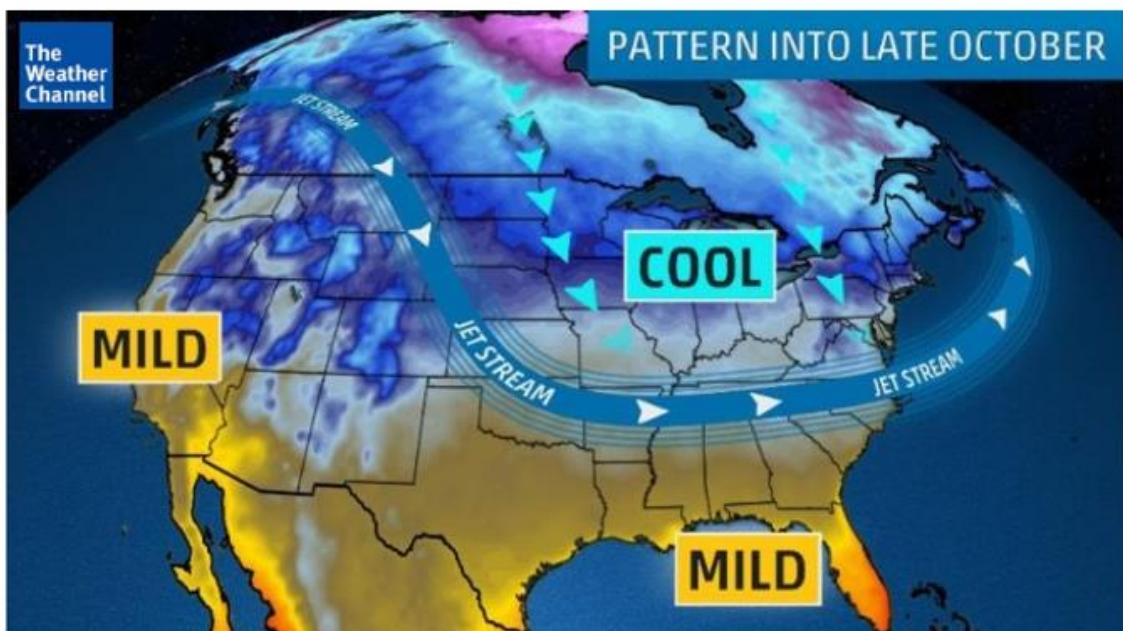 The
Weather
Channel
PATTERN INTO LATE OCTOBER
JET STREAM
COOL
MILD
JET STREAM
JET STREAM
MILD